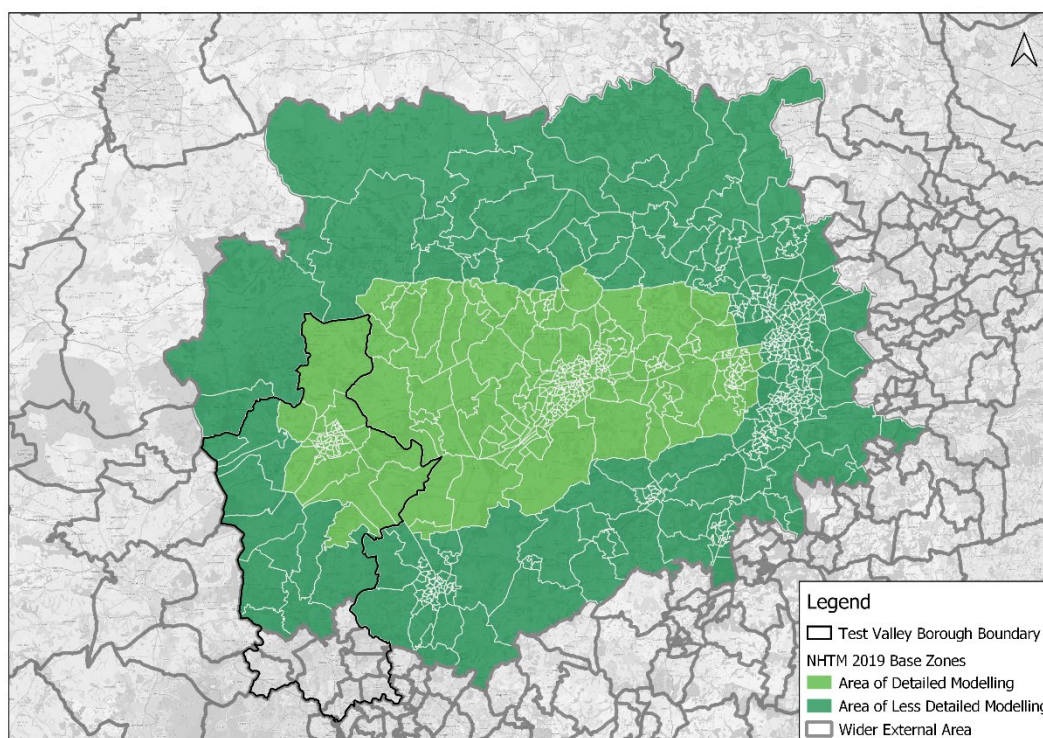 Legend
Test Valley Borough Boundary
NHTM 2019 Base Zones
Area of Detailed Modelling
Area of Less Detailed Modelling
Wider External Area